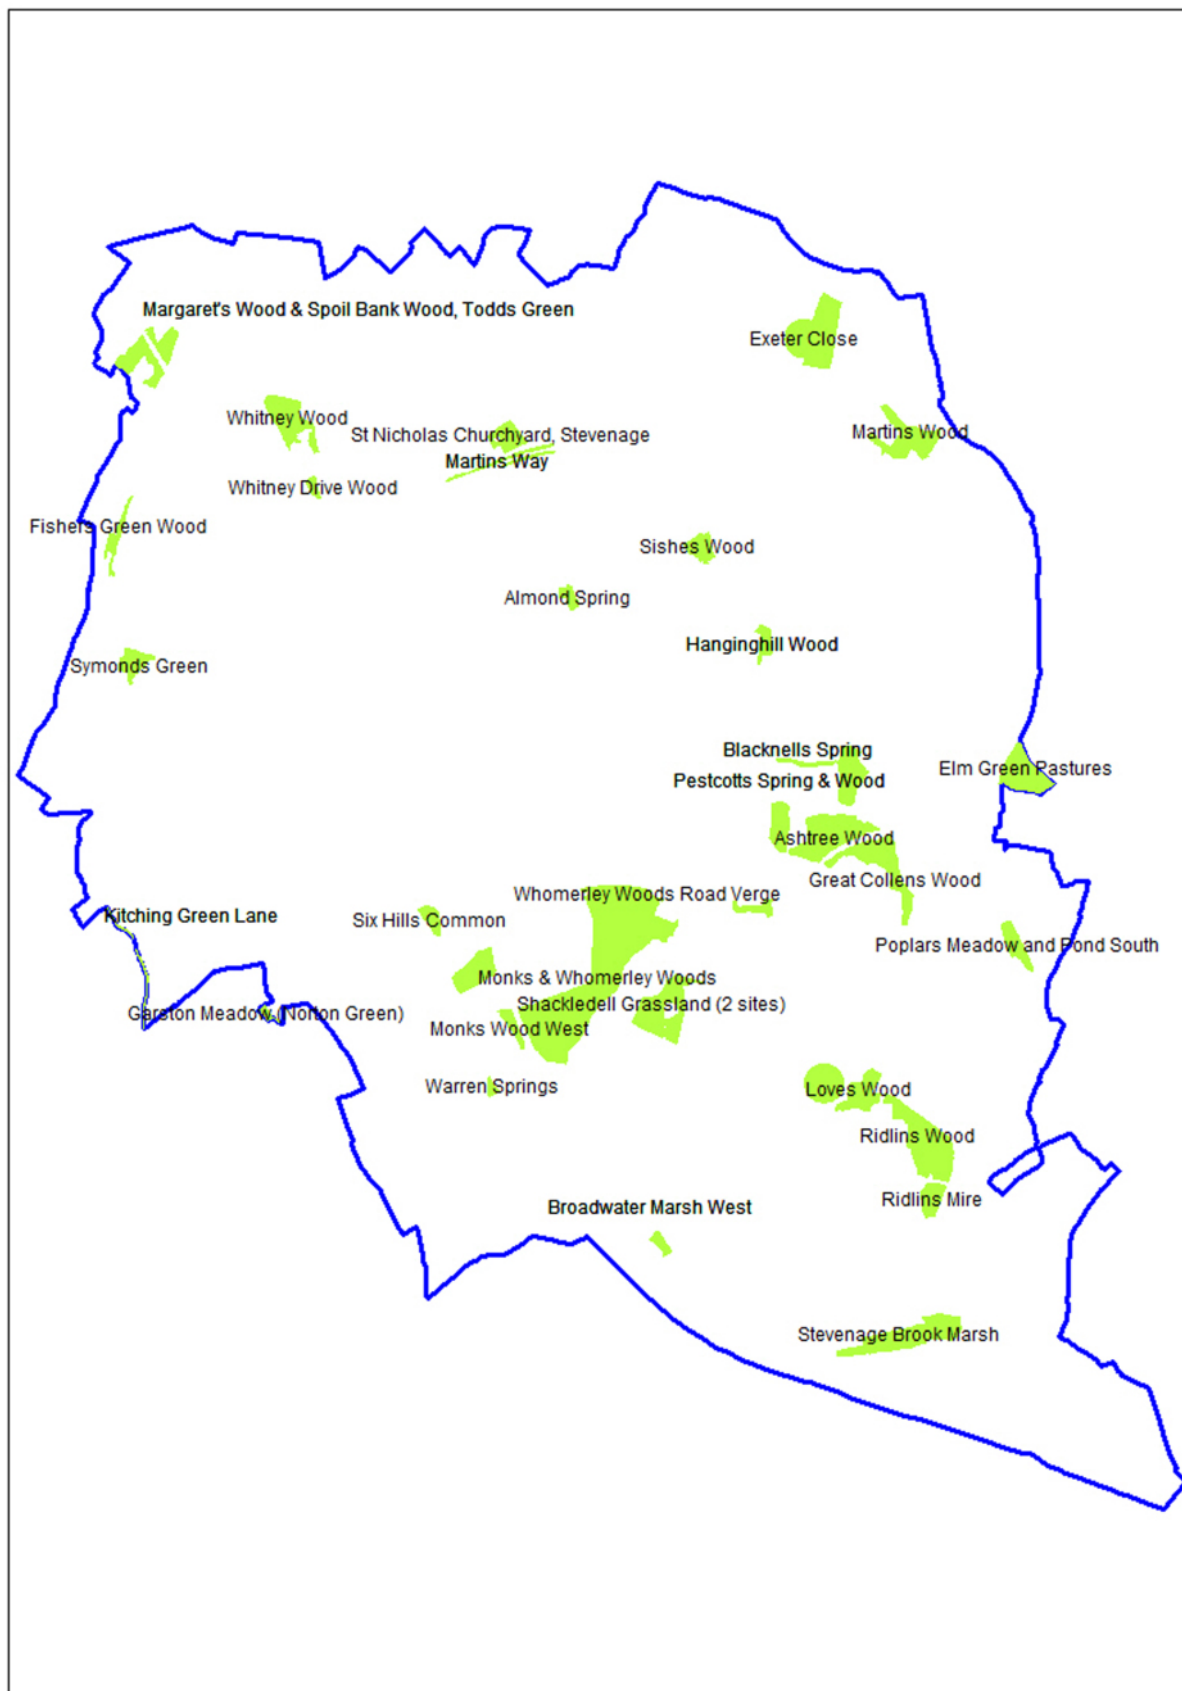 Margaret's Wood & Spoil Bank Wood, Todds Green
Exeter Close
Whitney Wood
St Nicholas Churchyard, Stevenage
Martins Wood
Martins Way
Whitney Drive Wood
Fishers Green Wood
Sishes Wood
Almond Spring
Hanginghill Wood
Symonds Green
Blacknells Spring
Elm Green Pastures
Pestcotts Spring & Wood
Ashtree Wood
Great Collens Wood
Whomerley Woods Road Verge
Kitching Green Lane
Six Hills Common
Poplars Meadow and Pond South
Monks & Whomerley Woods
Shackledell Grassland (2 sites)
Garston Meadow (Norton Green)
Monks Wood West
Warren Springs
Loves Wood
Ridlins Wood
Ridlins Mire
Broadwater Marsh West
Stevenage Brook Marsh